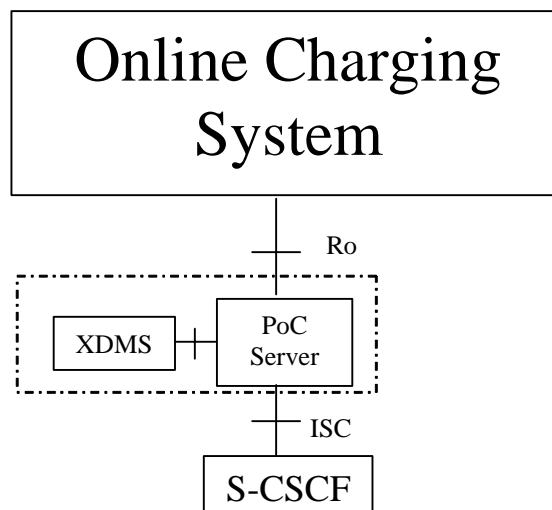 Online Charging
System
Ro
XDMS
PoC
Server
ISC
S-CSCF